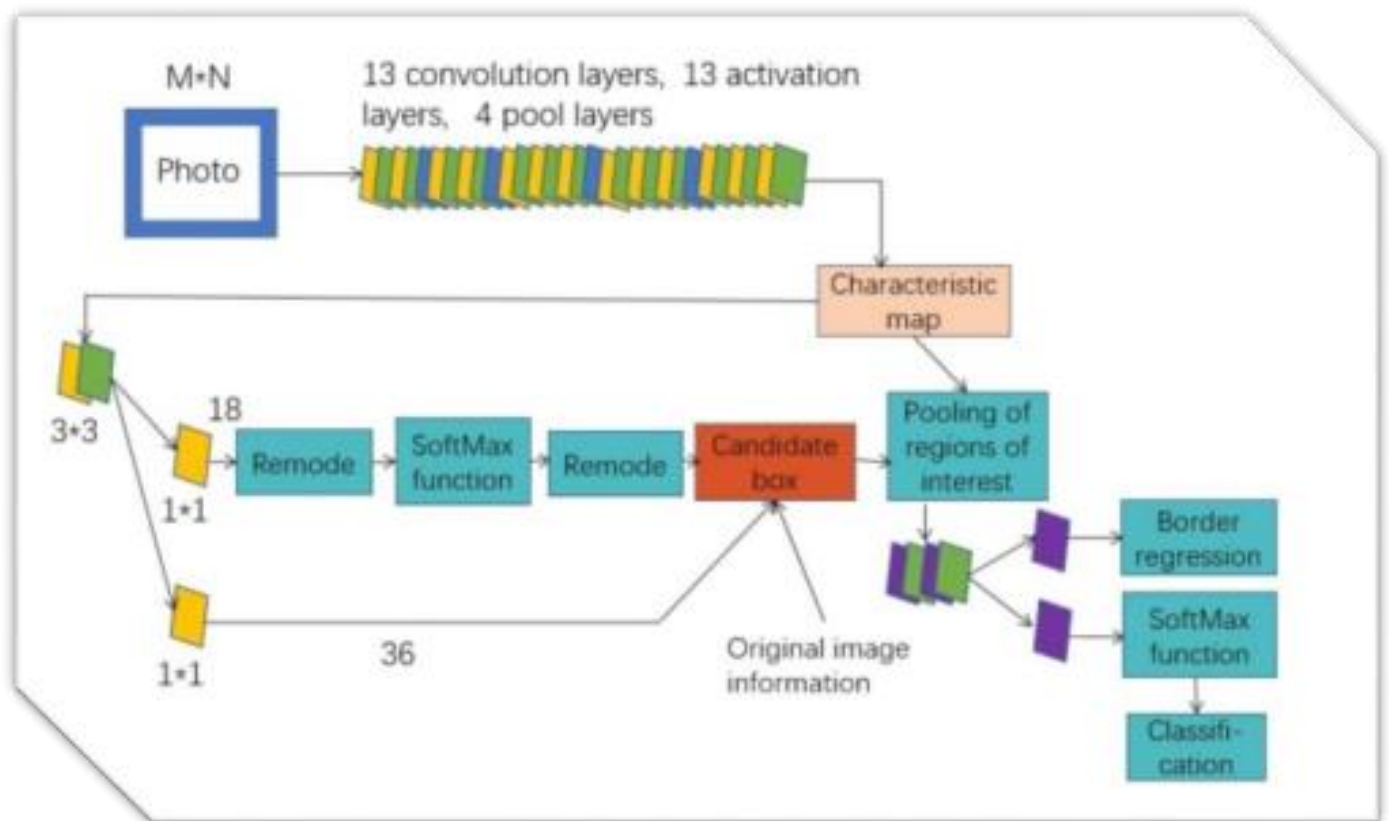 M*N
13 convolution layers, 13 activation
layers, 4 pool layers
Photo
Characteristic
map
3*3
18
1*1
Remode
SoftMax
function
Remode
Candidate
box
Pooling of
regions of
interest
Border
regression
1*1
36
Original image
information
SoftMax
function
Classifi-
cation